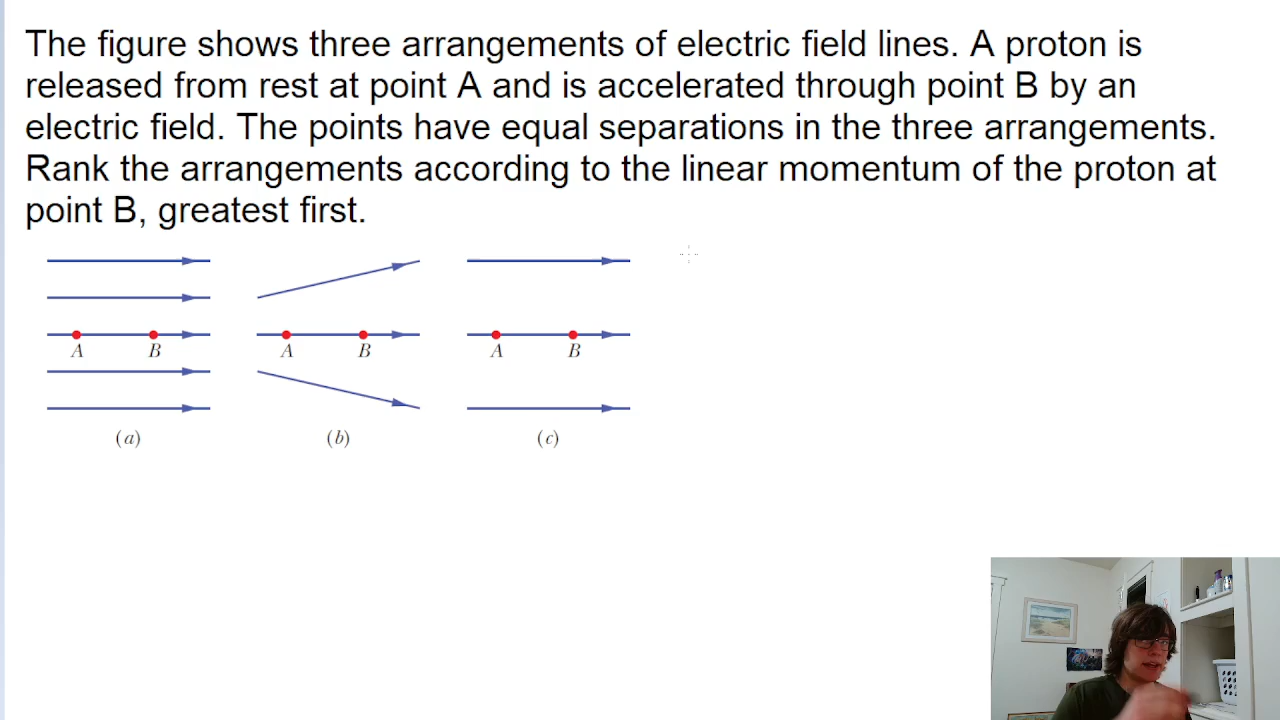 The figure shows three arrangements of electric field lines. A proton is
released from rest at point A and is accelerated through point B by an
electric field. The points have equal separations in the three arrangements.
Rank the arrangements according to the linear momentum of the proton at
point B, greatest first.
A B A B A B
(a) (b) (c)